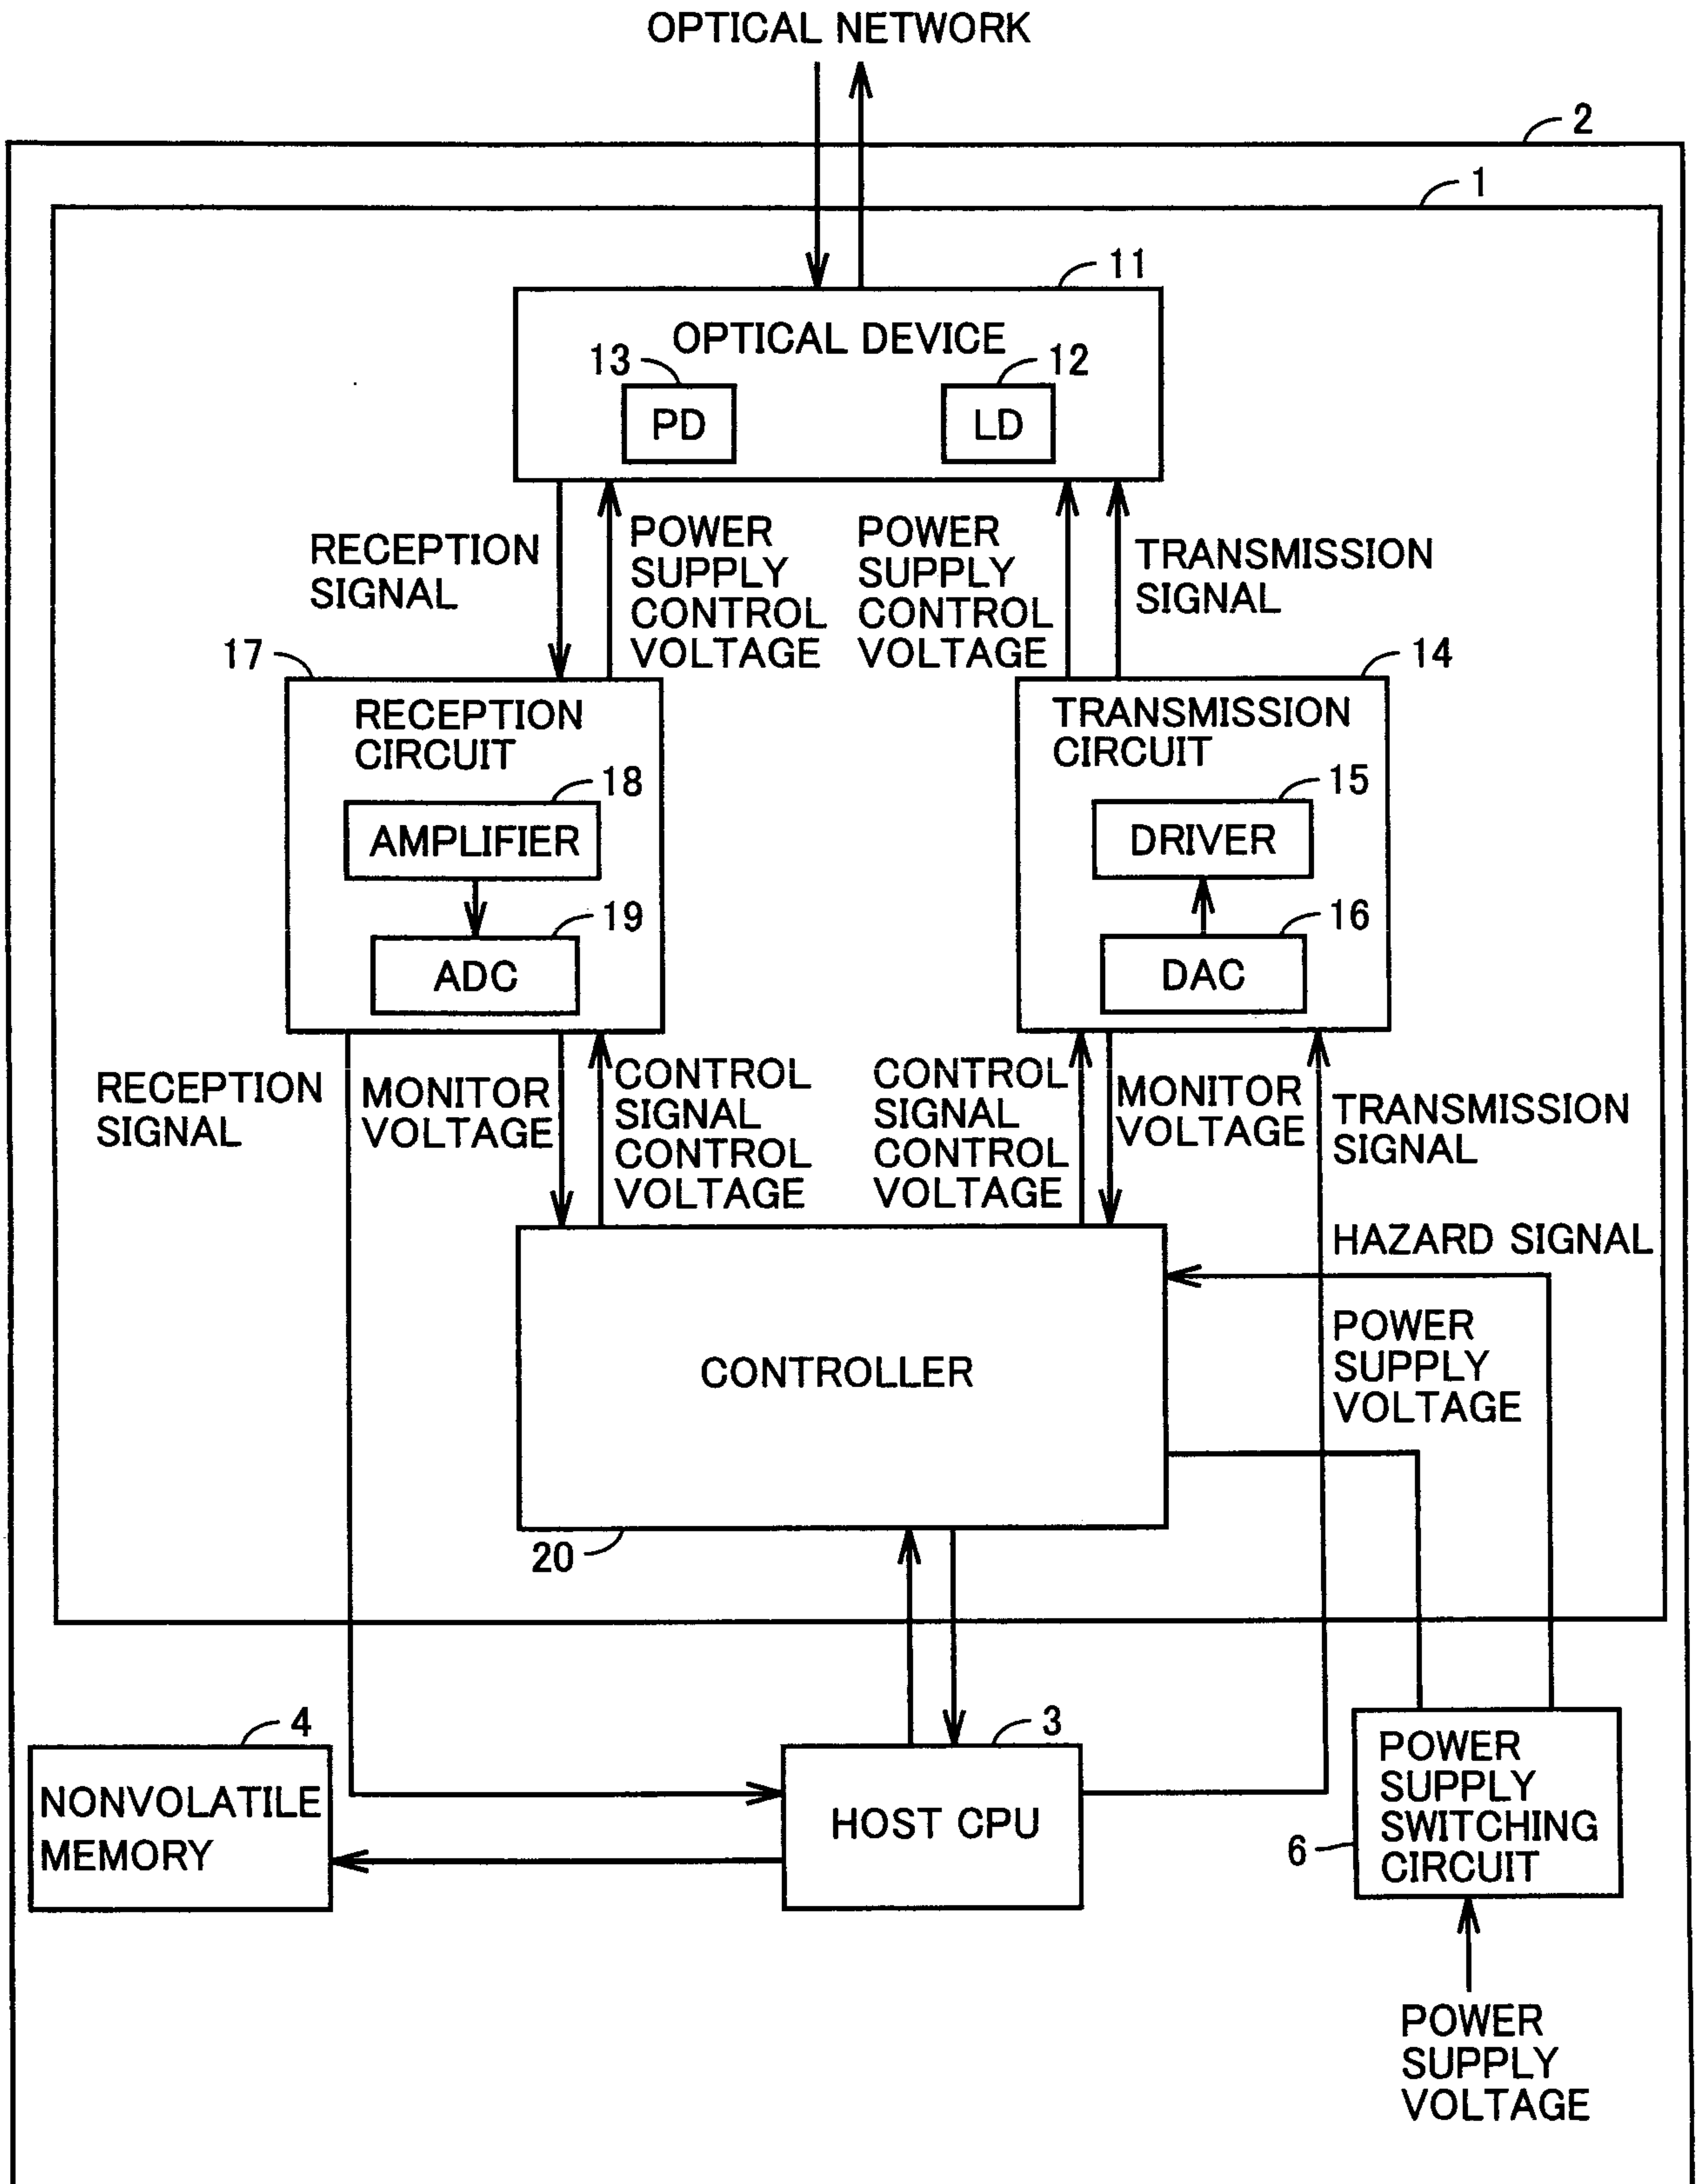 OPTICAL NETWORK
2
1
11
OPTICAL DEVICE
13
12
PD
LD
RECEPTION
SIGNAL
POWER
SUPPLY
CONTROL
VOLTAGE
POWER
SUPPLY
CONTROL
VOLTAGE
TRANSMISSION
SIGNAL
17
14
RECEPTION
CIRCUIT
18
AMPLIFIER
19
ADC
TRANSMISSION
CIRCUIT
15
DRIVER
16
DAC
RECEPTION
SIGNAL
MONITOR
VOLTAGE
CONTROL
SIGNAL
CONTROL
VOLTAGE
CONTROL
SIGNAL
CONTROL
VOLTAGE
MONITOR
VOLTAGE
TRANSMISSION
SIGNAL
HAZARD SIGNAL
CONTROLLER
POWER
SUPPLY
VOLTAGE
20
4
NONVOLATILE
MEMORY
3
HOST CPU
6
POWER
SUPPLY
SWITCHING
CIRCUIT
POWER
SUPPLY
VOLTAGE